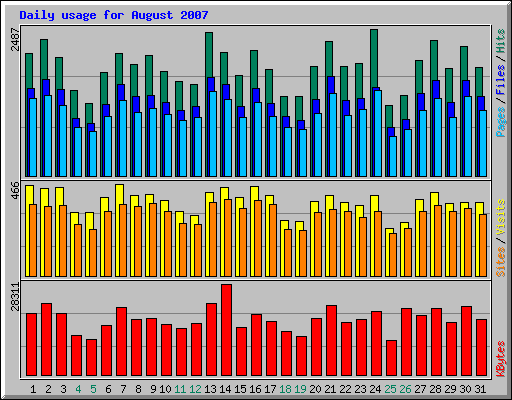 Daily usage for August 2007
2487
Pages / Files / Hits
466
Sites / Visits
28311
KBytes
1 2 3 4 5 6 7 8 9 10 11 12 13 14 15 16 17 18 19 20 21 22 23 24 25 26 27 28 29 30 31